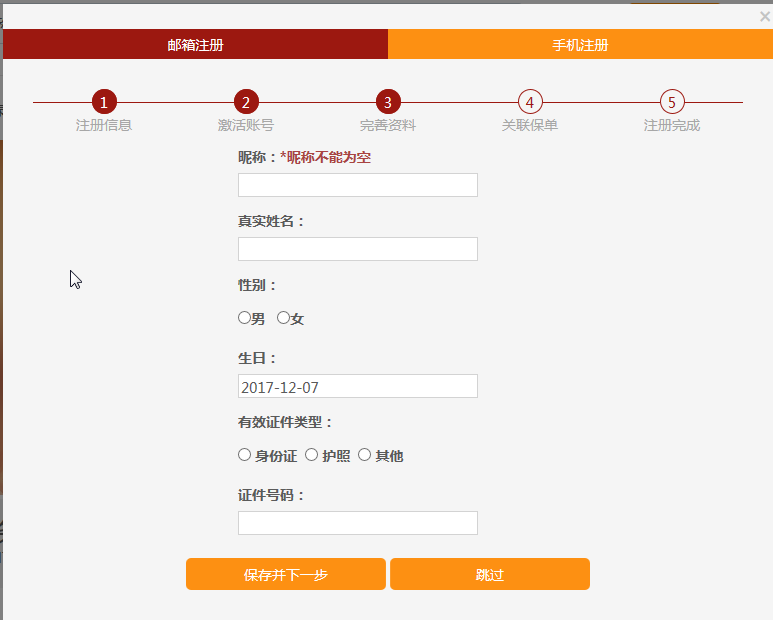 ×
邮箱注册 手机注册
1 2 3 4 5
注册信息 激活账号 完善资料 关联保单 注册完成
昵称：*昵称不能为空
真实姓名：
性别：
男 女
生日：
2017-12-07
有效证件类型：
身份证 护照 其他
证件号码：
保存并下一步 跳过